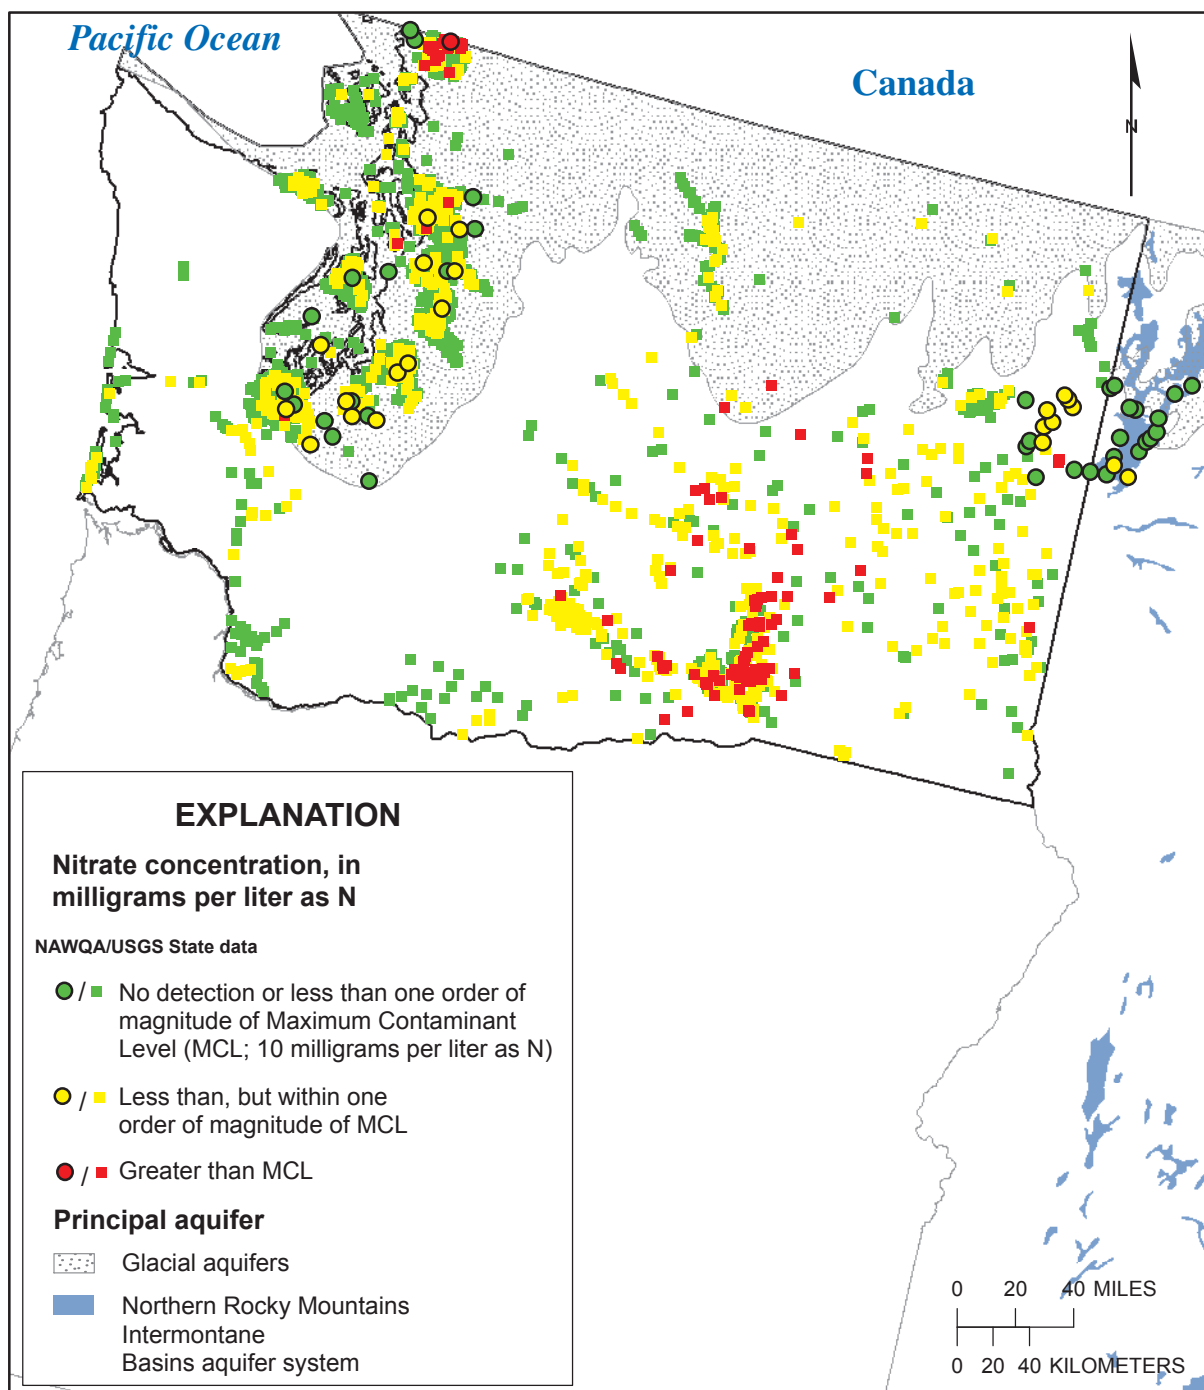 Pacific Ocean
Canada
N
EXPLANATION
Nitrate concentration, in
milligrams per liter as N
NAWQA/USGS State data
/ No detection or less than one order of
magnitude of Maximum Contaminant
Level (MCL; 10 milligrams per liter as N)
/ Less than, but within one
order of magnitude of MCL
/ Greater than MCL
Principal aquifer
Glacial aquifers
Northern Rocky Mountains
Intermontane
Basins aquifer system
0 20 40 MILES
0 20 40 KILOMETERS